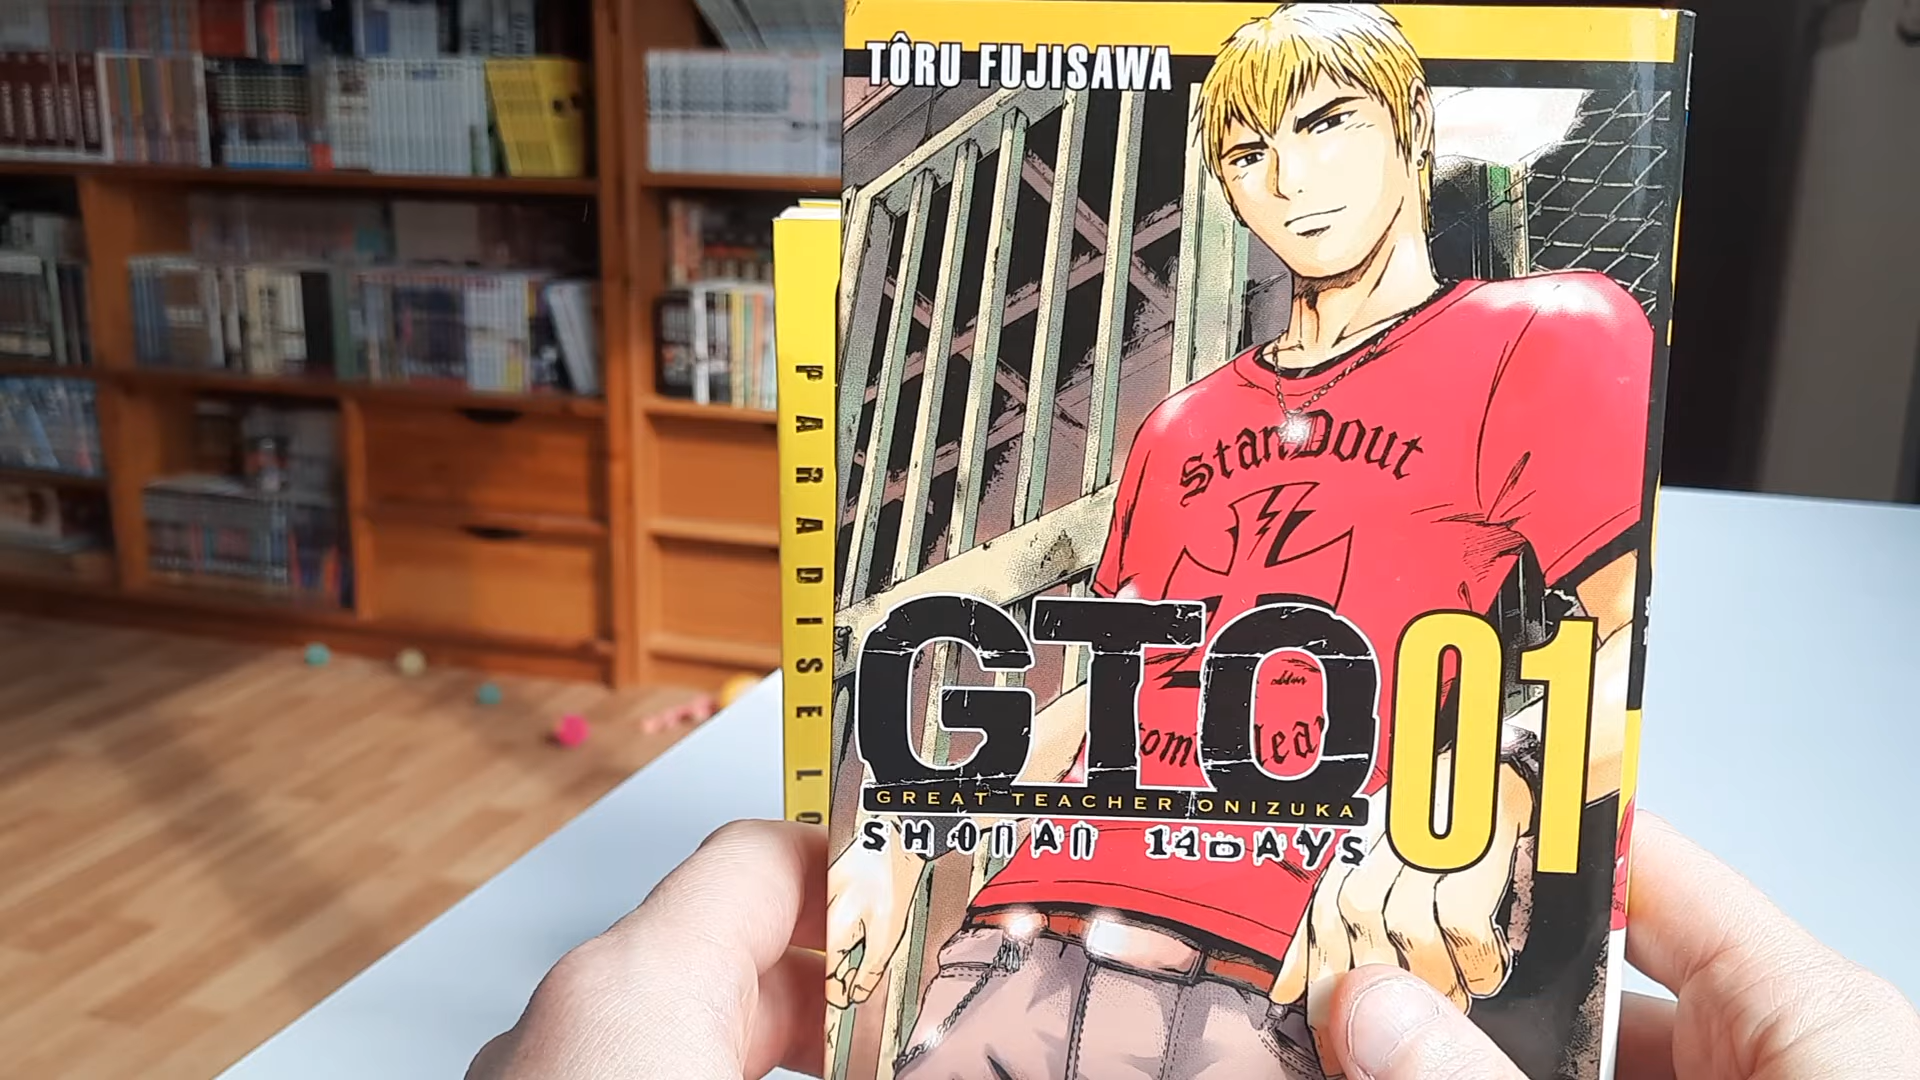 TÔRU FUJISAWA
StanDout
GTO
01
GREAT TEACHER ONIZUKA
SHONAN 14DAYS
PARADISE LO